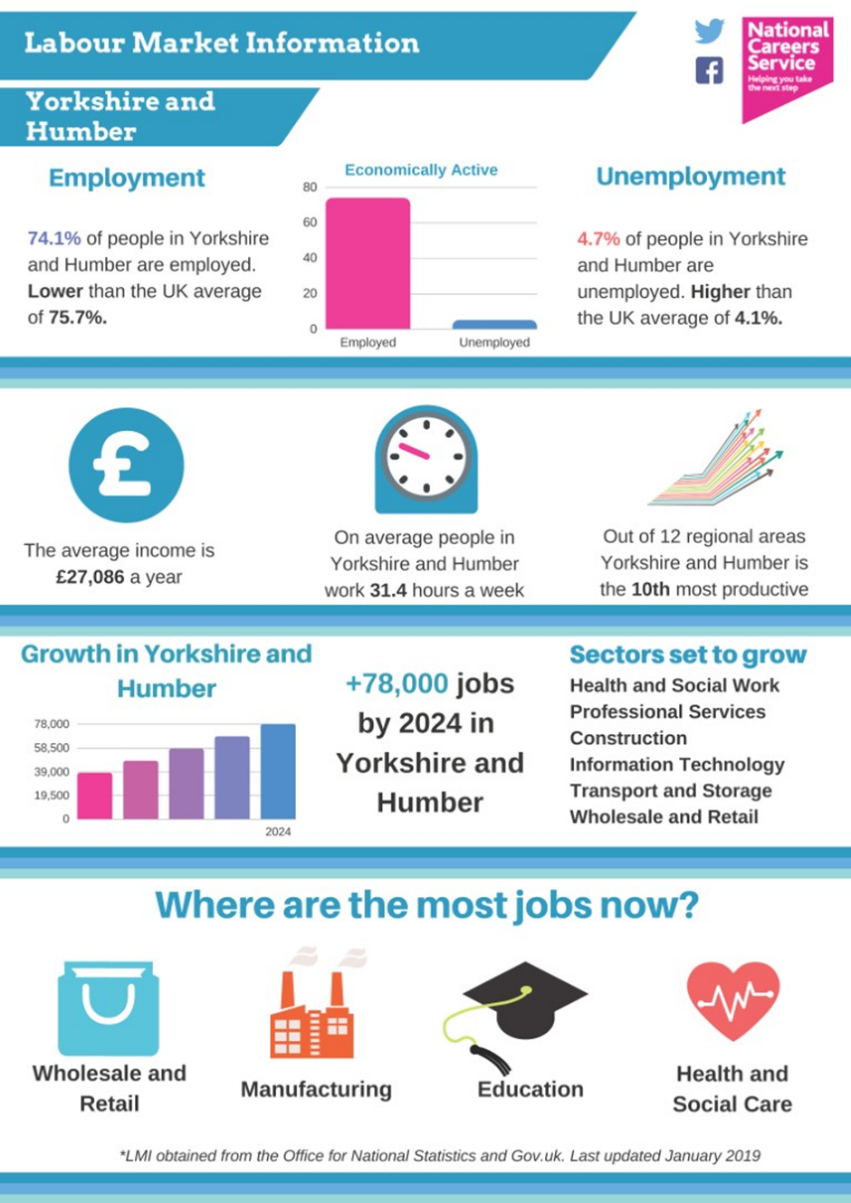 Labour Market Information
National
Careers
Service
Helping you take
the next step
Yorkshire and
Humber
Employment
74.1% of people in Yorkshire
and Humber are employed.
Lower than the UK average
of 75.7%.
Economically Active
80
60
40
20
0
Employed
Unemployed
Unemployment
4.7% of people in Yorkshire
and Humber are
unemployed. Higher than
the UK average of 4.1%.
£
The average income is
£27,086 a year
On average people in
Yorkshire and Humber
work 31.4 hours a week
Out of 12 regional areas
Yorkshire and Humber is
the 10th most productive
Growth in Yorkshire and
Humber
78,000
58,500
39,000
19,500
0
2024
+78,000 jobs
by 2024 in
Yorkshire and
Humber
Sectors set to grow
Health and Social Work
Professional Services
Construction
Information Technology
Transport and Storage
Wholesale and Retail
Where are the most jobs now?
Wholesale and
Retail
Manufacturing
Education
Health and
Social Care
*LMI obtained from the Office for National Statistics and Gov.uk. Last updated January 2019